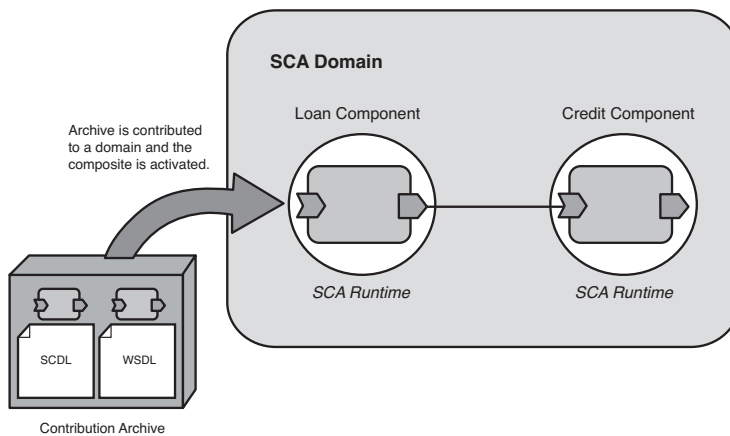 SCA Domain
Loan Component
Credit Component
Archive is contributed
to a domain and the
composite is activated.
SCA Runtime
SCA Runtime
SCDL
WSDL
Contribution Archive